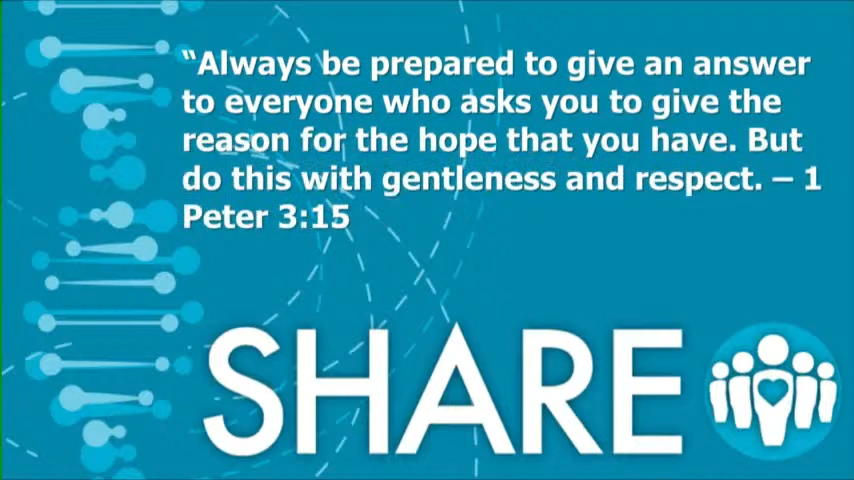 “Always be prepared to give an answer
to everyone who asks you to give the
reason for the hope that you have. But
do this with gentleness and respect. – 1
Peter 3:15
SHARE